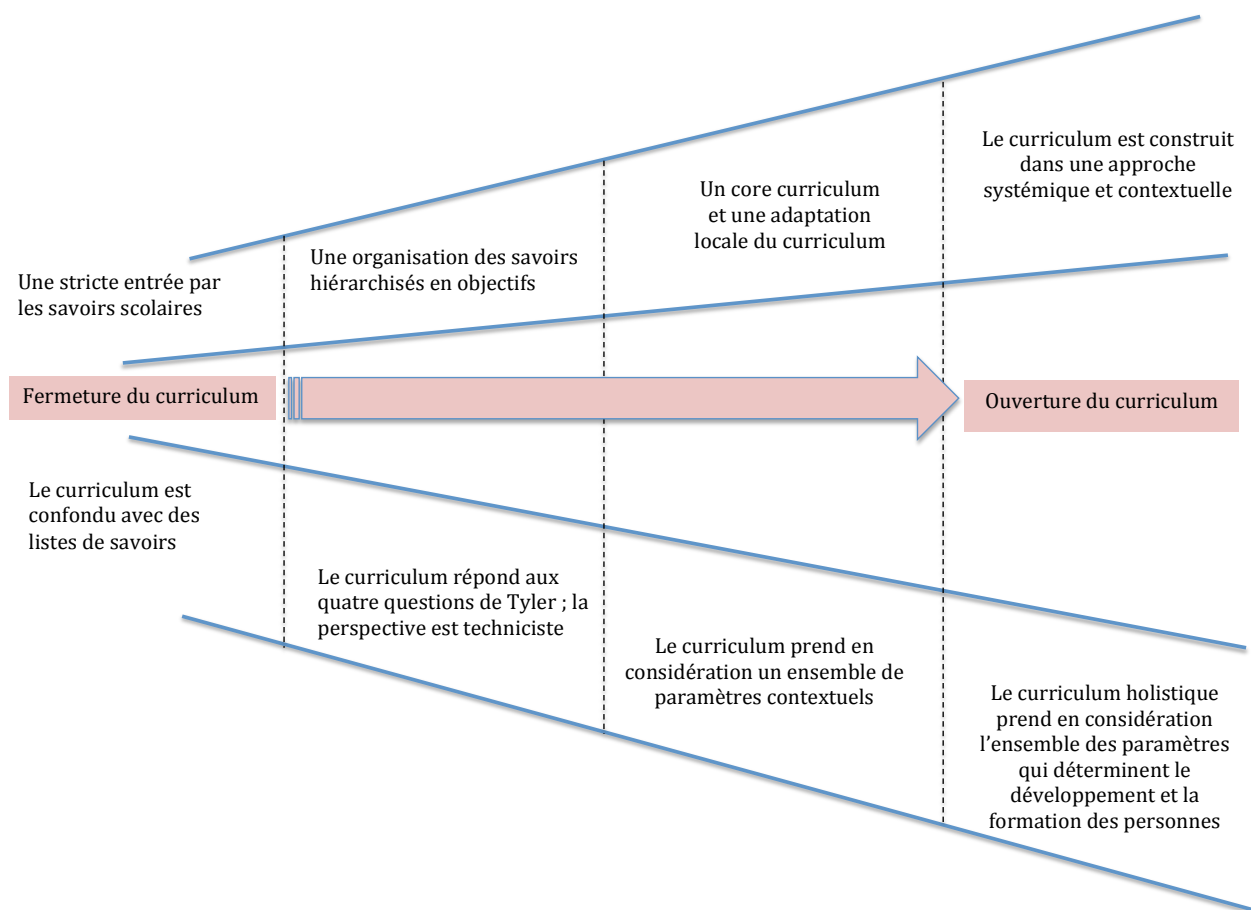 Une stricte entrée par
les savoirs scolaires
Une organisation des savoirs
hiérarchisés en objectifs
Un core curriculum
et une adaptation
locale du curriculum
Le curriculum est construit
dans une approche
systémique et contextuelle
Fermeture du curriculum
Ouverture du curriculum
Le curriculum est
confondu avec des
listes de savoirs
Le curriculum répond aux
quatre questions de Tyler ; la
perspective est techniciste
Le curriculum prend en
considération un ensemble de
paramètres contextuels
Le curriculum holistique
prend en considération
l’ensemble des paramètres
qui déterminent le
développement et la
formation des personnes